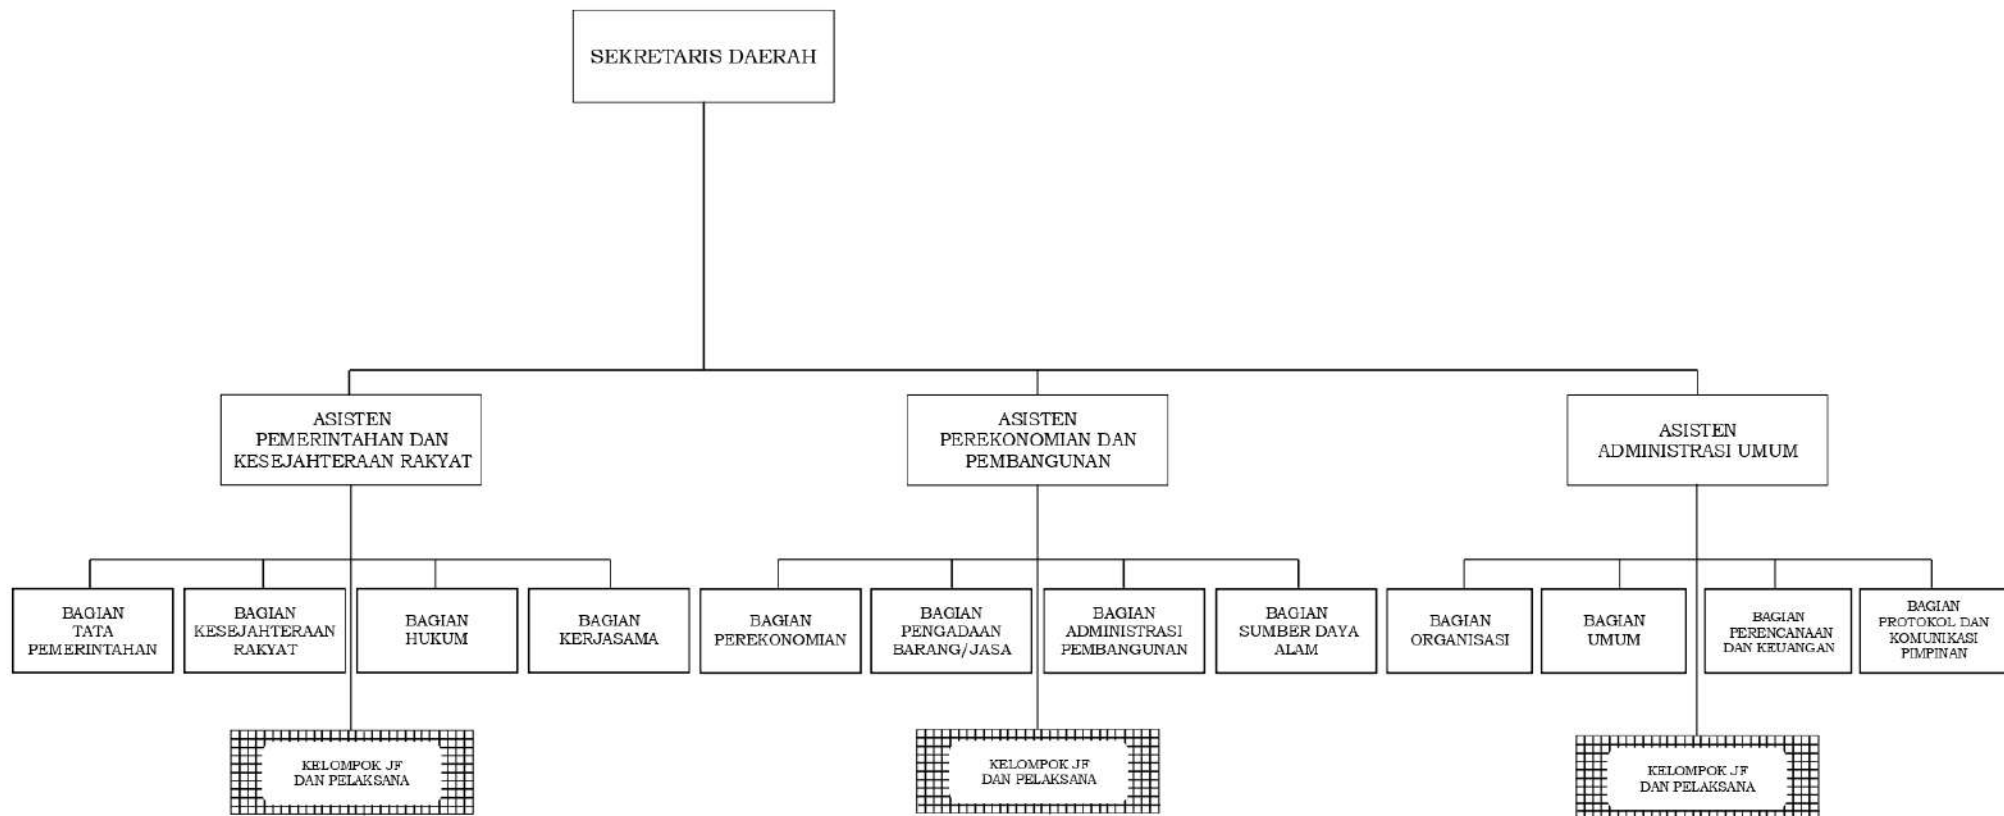 SEKRETARIS DAERAH
ASISTEN
PEMERINTAHAN DAN
KESEJAHTERAAN RAKYAT
ASISTEN
PEREKONOMIAN DAN
PEMBANGUNAN
ASISTEN
ADMINISTRASI UMUM
BAGIAN
TATA
PEMERINTAHAN
BAGIAN
KESEJAHTERAAN
RAKYAT
BAGIAN
HUKUM
BAGIAN
KERJASAMA
BAGIAN
PEREKONOMIAN
BAGIAN
PENGADAAN
BARANG/JASA
BAGIAN
ADMINISTRASI
PEMBANGUNAN
BAGIAN
SUMBER DAYA
ALAM
BAGIAN
ORGANISASI
BAGIAN
UMUM
BAGIAN
PERENCANAAN
DAN KEUANGAN
BAGIAN
PROTOKOL DAN
KOMUNIKASI
PIMPINAN
KELOMPOK JF
DAN PELAKSANA
KELOMPOK JF
DAN PELAKSANA
KELOMPOK JF
DAN PELAKSANA